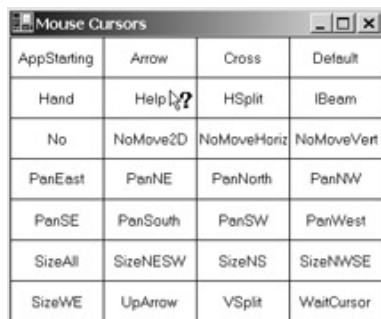 Mouse Cursors
AppStarting Arrow Cross Default
Hand Help HSplit IBeam
No NoMove2D NoMoveHoriz NoMoveVert
PanEast PanNE PanNorth PanNW
PanSE PanSouth PanSW PanWest
SizeAll SizeNESW SizeNS SizeNWSE
SizeWE UpArrow VSplit WaitCursor